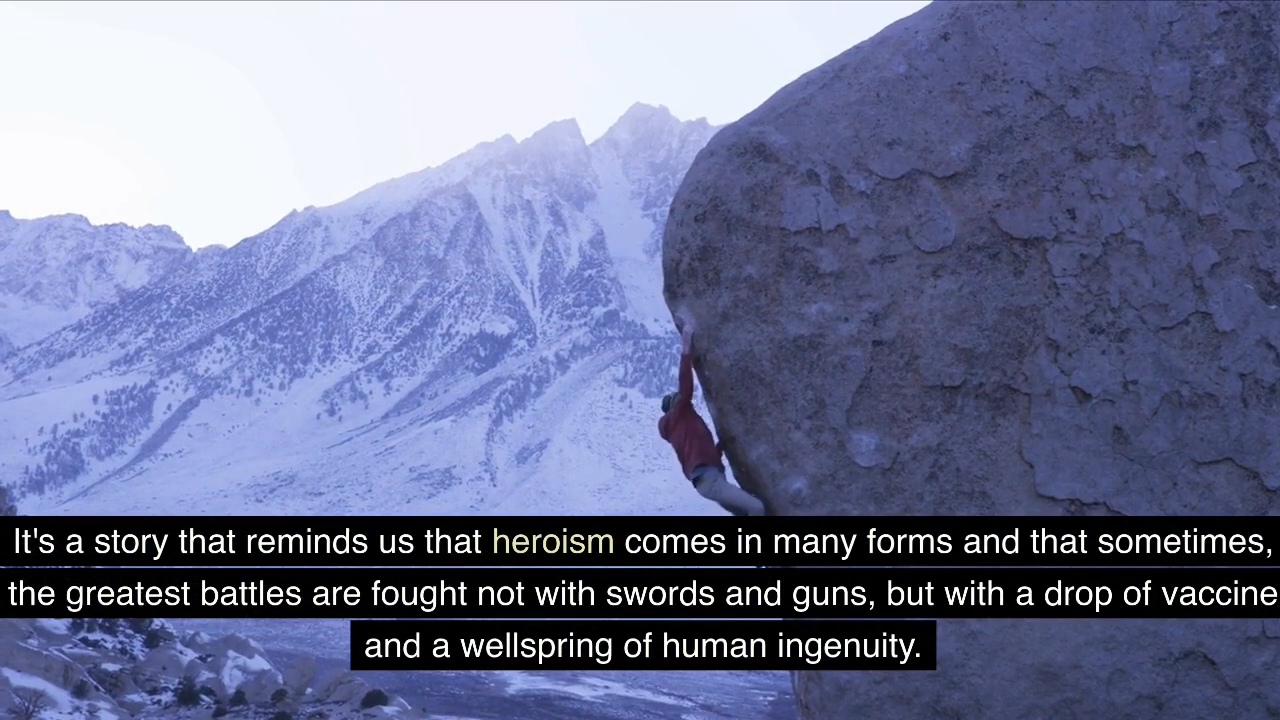 It's a story that reminds us that heroism comes in many forms and that sometimes,
the greatest battles are fought not with swords and guns, but with a drop of vaccine
and a wellspring of human ingenuity.